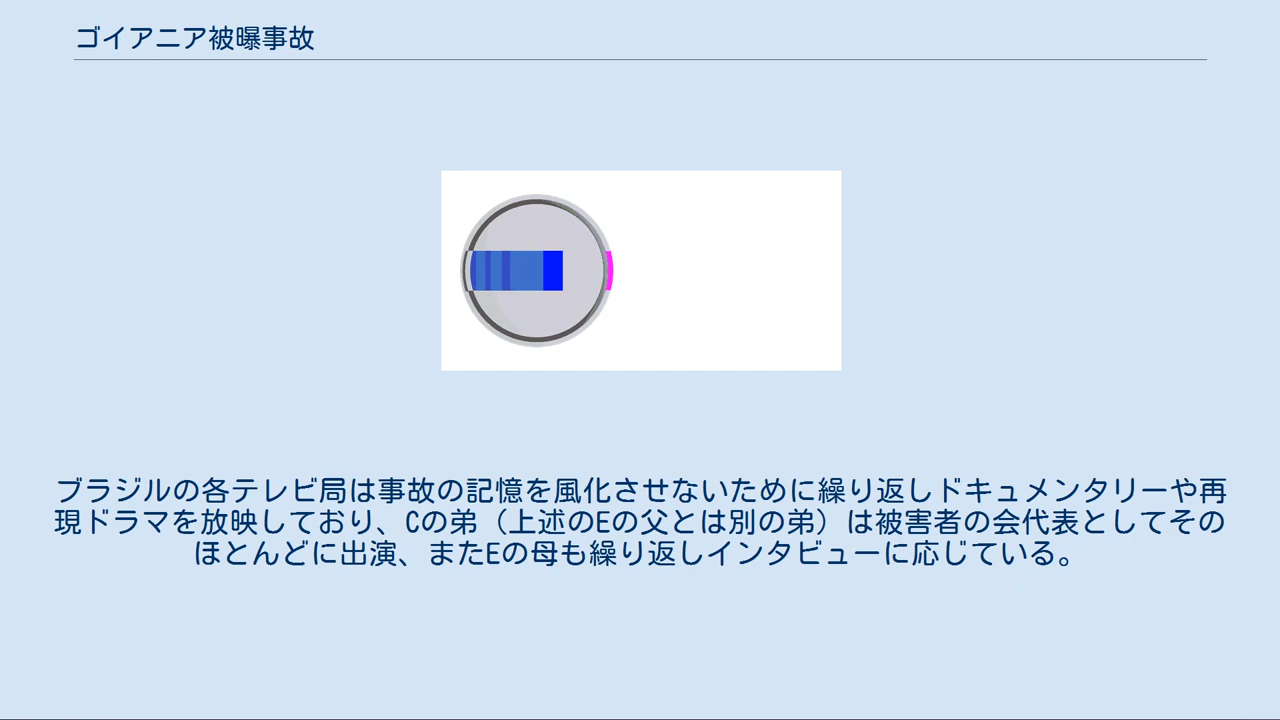 ゴイアニア被曝事故
ブラジルの各テレビ局は事故の記憶を風化させないために繰り返しドキュメンタリーや再
現ドラマを放映しており、Cの弟（上述のEの父とは別の弟）は被害者の会代表としてその
ほとんどに出演、またEの母も繰り返しインタビューに応じている。